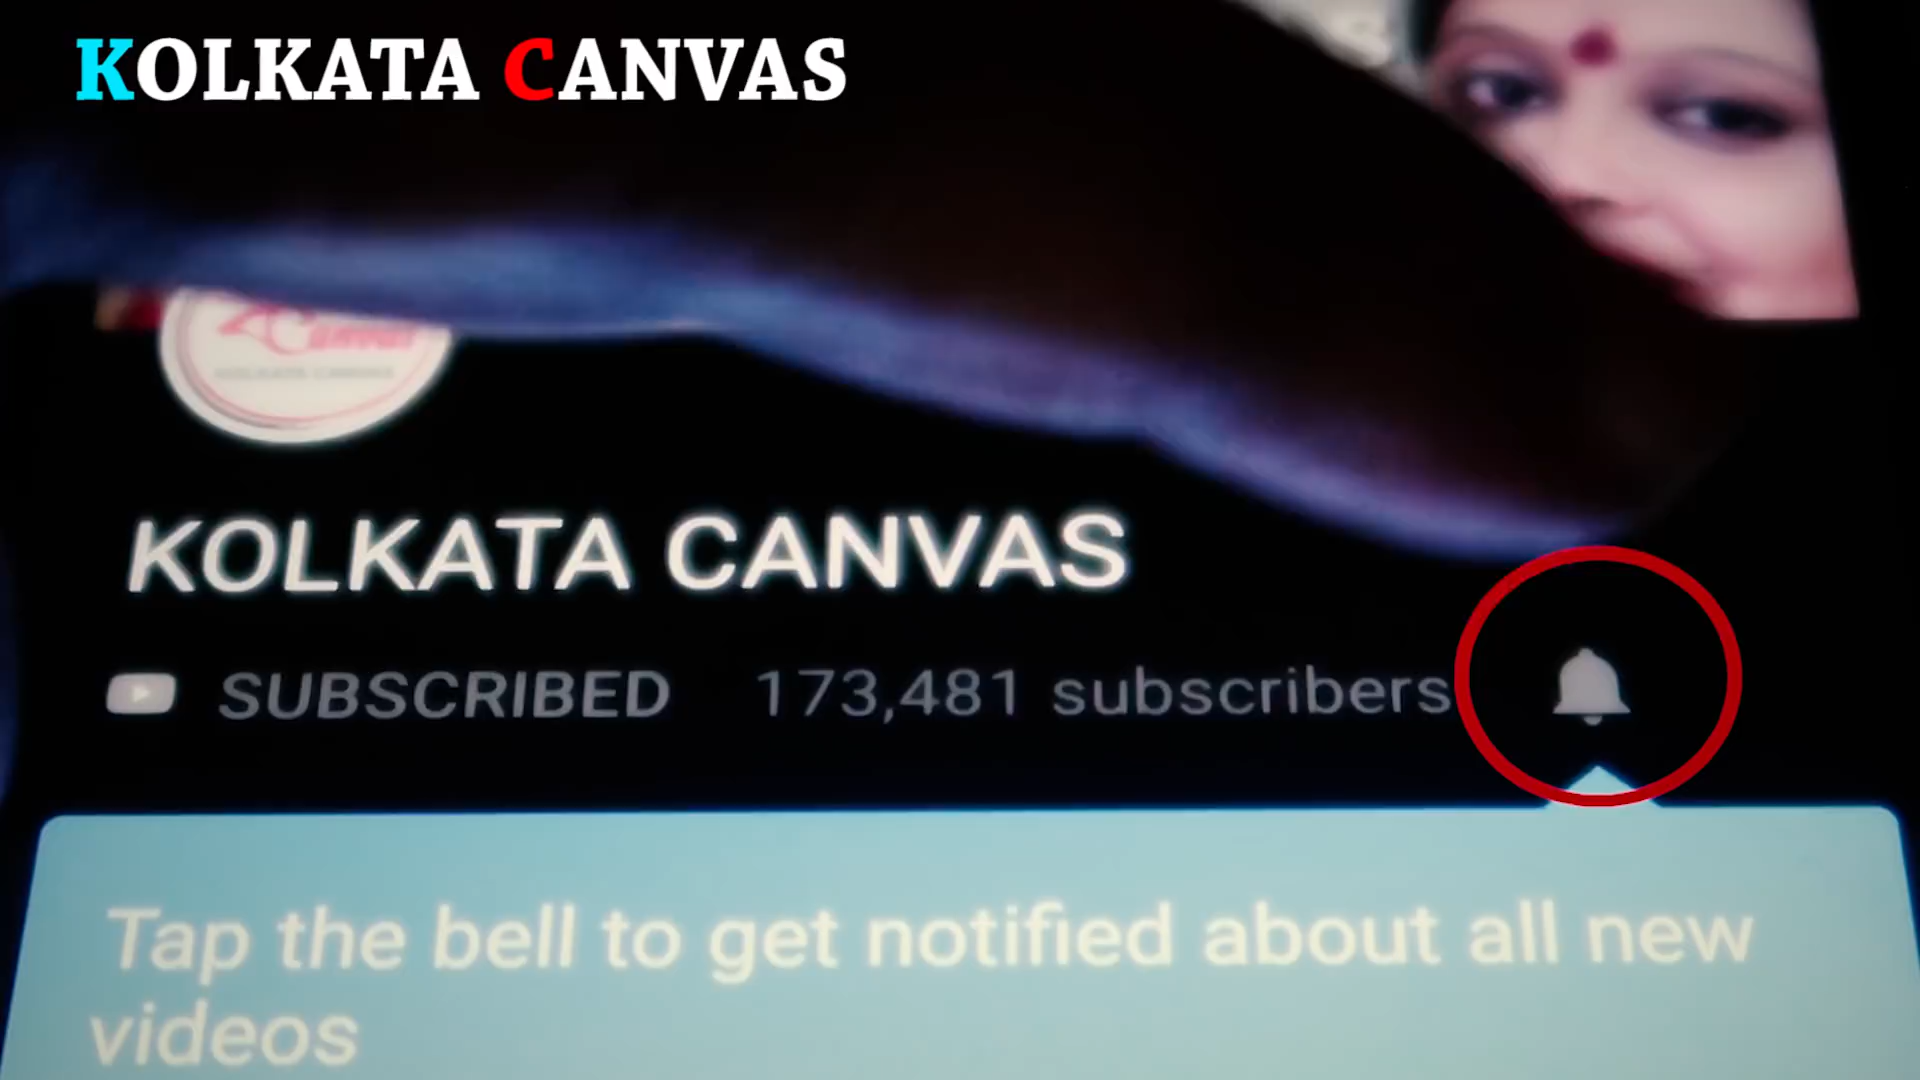 KOLKATA CANVAS
KOLKATA CANVAS
SUBSCRIBED 173,481 subscribers
Tap the bell to get notified about all new
videos